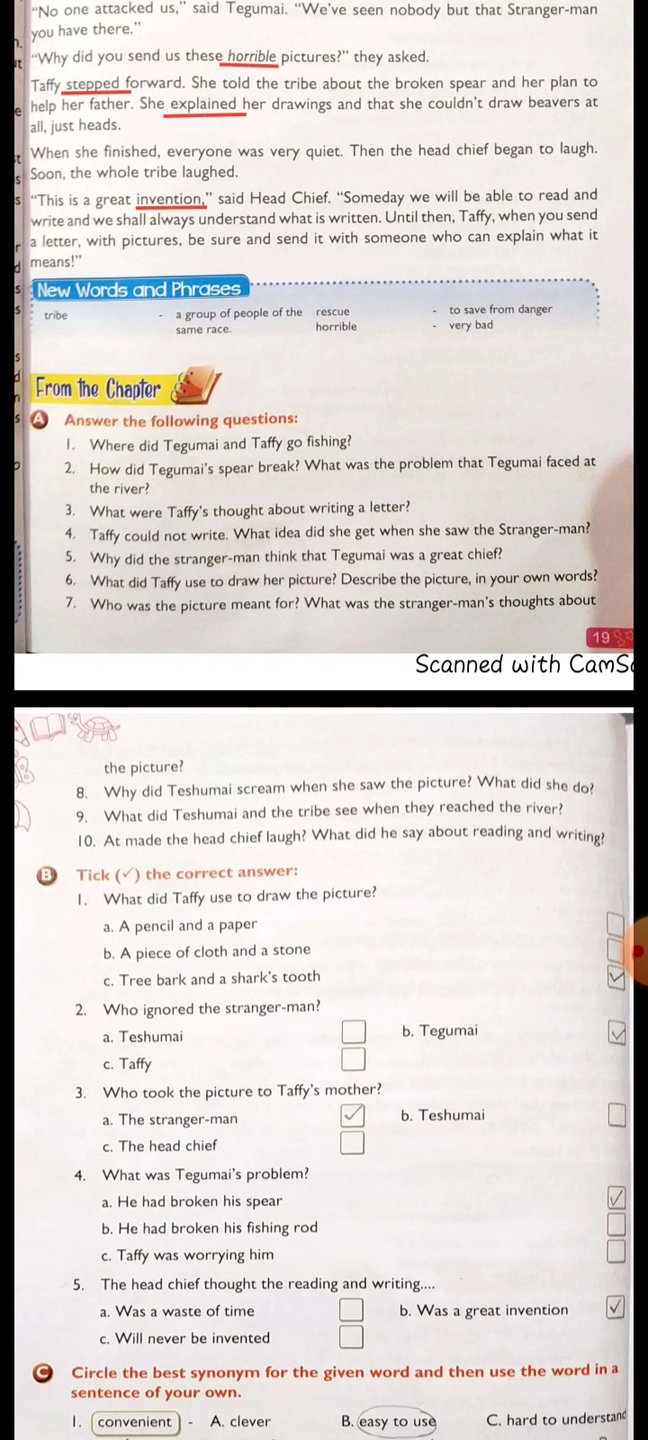 “No one attacked us,” said Tegumai. “We’ve seen nobody but that Stranger-man
you have there.”
“Why did you send us these horrible pictures?” they asked.
Taffy stepped forward. She told the tribe about the broken spear and her plan to
help her father. She explained her drawings and that she couldn’t draw beavers at
all, just heads.
When she finished, everyone was very quiet. Then the head chief began to laugh.
Soon, the whole tribe laughed.
“This is a great invention,” said Head Chief. “Someday we will be able to read and
write and we shall always understand what is written. Until then, Taffy, when you send
a letter, with pictures, be sure and send it with someone who can explain what it
means!”
New Words and Phrases
tribe - a group of people of the same race.
rescue - to save from danger
horrible - very bad
From the Chapter
A Answer the following questions:
1. Where did Tegumai and Taffy go fishing?
2. How did Tegumai’s spear break? What was the problem that Tegumai faced at
the river?
3. What were Taffy’s thought about writing a letter?
4. Taffy could not write. What idea did she get when she saw the Stranger-man?
5. Why did the stranger-man think that Tegumai was a great chief?
6. What did Taffy use to draw her picture? Describe the picture, in your own words?
7. Who was the picture meant for? What was the stranger-man’s thoughts about
19
Scanned with CamSc
the picture?
8. Why did Teshumai scream when she saw the picture? What did she do?
9. What did Teshumai and the tribe see when they reached the river?
10. At made the head chief laugh? What did he say about reading and writing?
B Tick (✓) the correct answer:
1. What did Taffy use to draw the picture?
a. A pencil and a paper
b. A piece of cloth and a stone
c. Tree bark and a shark’s tooth ✓
2. Who ignored the stranger-man?
a. Teshumai b. Tegumai ✓
c. Taffy
3. Who took the picture to Taffy’s mother?
a. The stranger-man ✓ b. Teshumai
c. The head chief
4. What was Tegumai’s problem?
a. He had broken his spear ✓
b. He had broken his fishing rod
c. Taffy was worrying him
5. The head chief thought the reading and writing....
a. Was a waste of time b. Was a great invention ✓
c. Will never be invented
C Circle the best synonym for the given word and then use the word in a
sentence of your own.
1. convenient - A. clever B. easy to use C. hard to understand